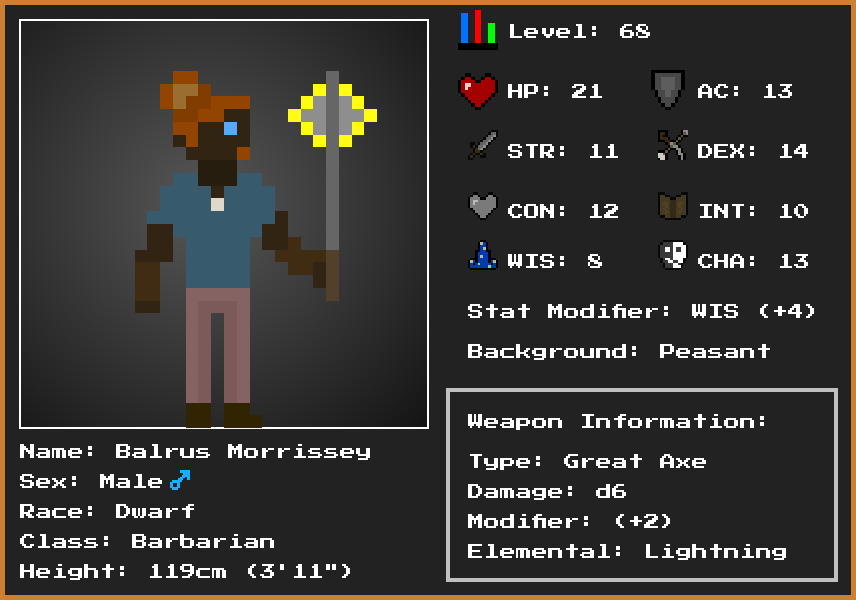 Level: 68
HP: 21
AC: 13
STR: 11
DEX: 14
CON: 12
INT: 10
WIS: 8
CHA: 13
Stat Modifier: WIS (+4)
Background: Peasant
Weapon Information:
Type: Great Axe
Damage: d6
Modifier: (+2)
Elemental: Lightning
Name: Balrus Morrissey
Sex: Male ♂
Race: Dwarf
Class: Barbarian
Height: 119cm (3'11")